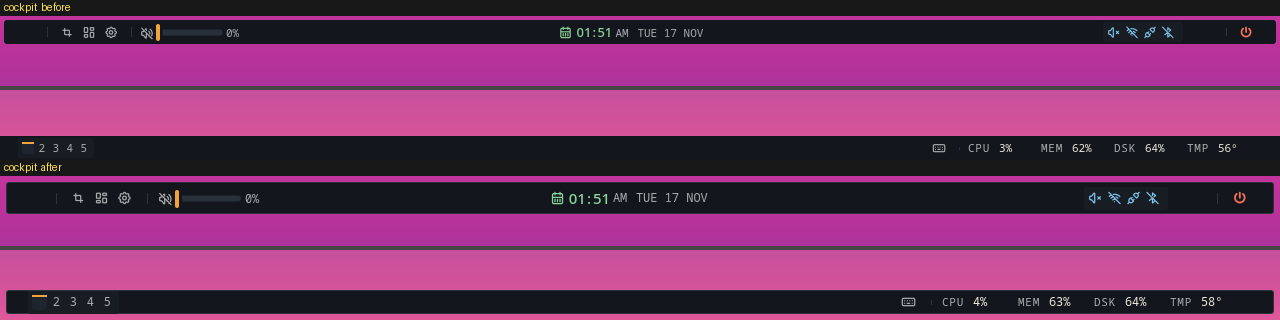 cockpit before
0% 01:51 AM TUE 17 NOV
2 3 4 5 CPU 3% MEM 62% DSK 64% TMP 56°
cockpit after
0% 01:51 AM TUE 17 NOV
2 3 4 5 CPU 4% MEM 63% DSK 64% TMP 58°